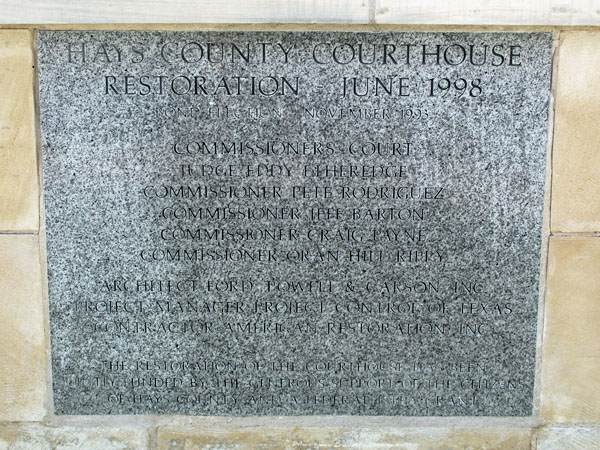 HAYS COUNTY COURTHOUSE
RESTORATION - JUNE 1998
BOND ELECTION - NOVEMBER 1993
COMMISSIONERS COURT
JUDGE EDDY ETHEREDGE
COMMISSIONER PETE RODRIGUEZ
COMMISSIONER JEFF BARTON
COMMISSIONER CRAIG PAYNE
COMMISSIONER ORAN HILL
ARCHITECT FORD, POWELL & CARSON, INC
PROJECT MANAGER PROJECT CONTROL OF TEXAS
CONTRACTOR AMERICAN RESTORATION, INC
THE RESTORATION OF THE COURTHOUSE HAS BEEN
FUNDED BY THE GENEROUS SUPPORT OF THE CITIZENS
OF HAYS COUNTY AND A FEDERAL GRANT